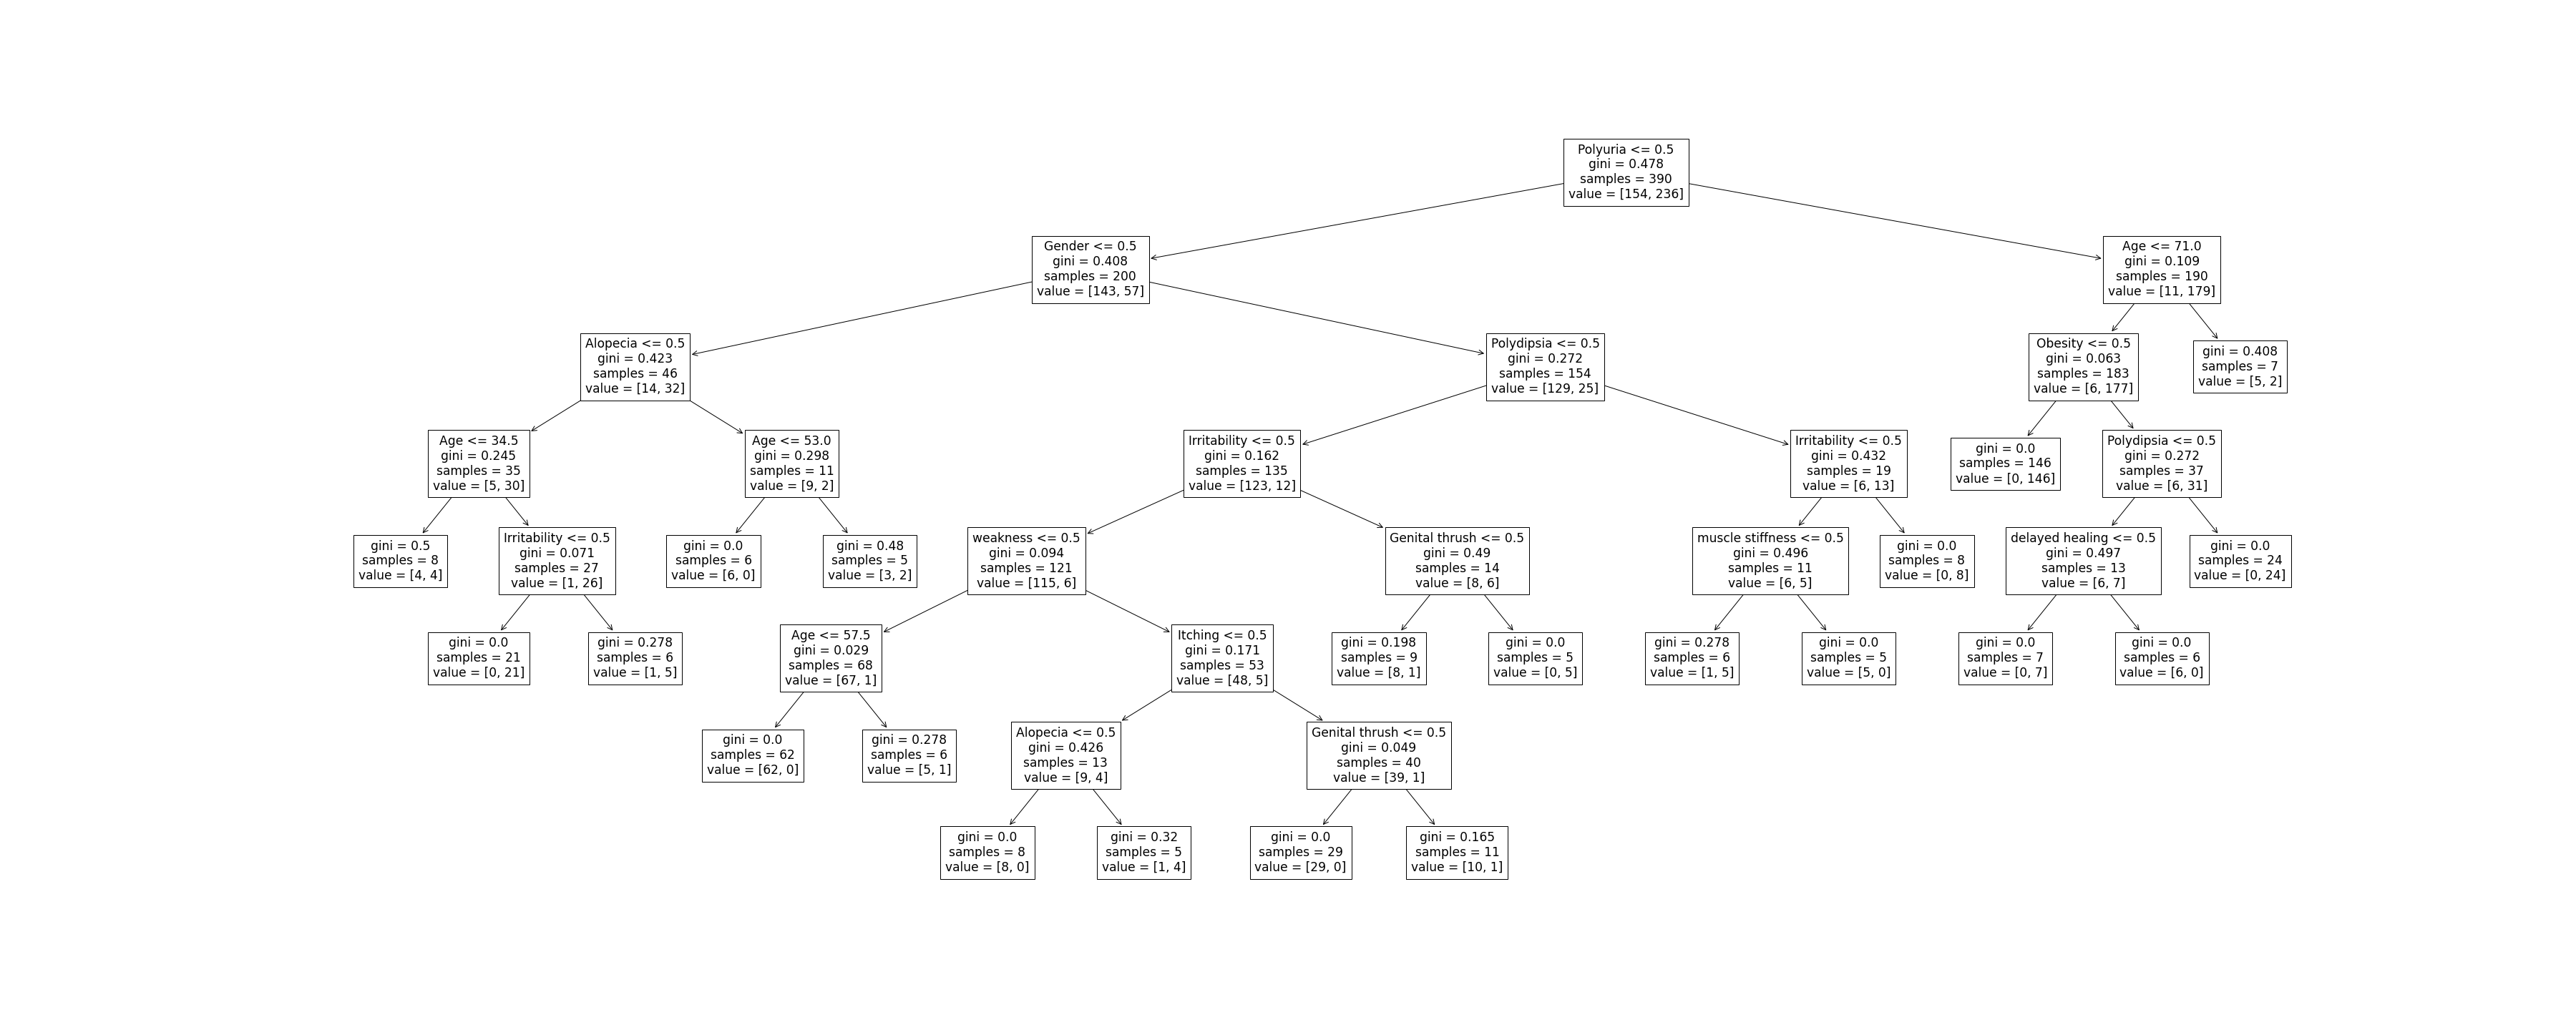 Polyuria <= 0.5
gini = 0.478
samples = 390
value = [154, 236]
Gender <= 0.5
gini = 0.408
samples = 200
value = [143, 57]
Age <= 71.0
gini = 0.109
samples = 190
value = [11, 179]
Alopecia <= 0.5
gini = 0.423
samples = 46
value = [14, 32]
Polydipsia <= 0.5
gini = 0.272
samples = 154
value = [129, 25]
Obesity <= 0.5
gini = 0.063
samples = 183
value = [6, 177]
gini = 0.408
samples = 7
value = [5, 2]
Age <= 34.5
gini = 0.245
samples = 35
value = [5, 30]
Age <= 53.0
gini = 0.298
samples = 11
value = [9, 2]
Irritability <= 0.5
gini = 0.162
samples = 135
value = [123, 12]
Irritability <= 0.5
gini = 0.432
samples = 19
value = [6, 13]
gini = 0.0
samples = 146
value = [0, 146]
Polydipsia <= 0.5
gini = 0.272
samples = 37
value = [6, 31]
gini = 0.5
samples = 8
value = [4, 4]
Irritability <= 0.5
gini = 0.071
samples = 27
value = [1, 26]
gini = 0.0
samples = 6
value = [6, 0]
gini = 0.48
samples = 5
value = [3, 2]
weakness <= 0.5
gini = 0.094
samples = 121
value = [115, 6]
Genital thrush <= 0.5
gini = 0.49
samples = 14
value = [8, 6]
muscle stiffness <= 0.5
gini = 0.496
samples = 11
value = [6, 5]
gini = 0.0
samples = 8
value = [0, 8]
delayed healing <= 0.5
gini = 0.497
samples = 13
value = [6, 7]
gini = 0.0
samples = 24
value = [0, 24]
gini = 0.0
samples = 21
value = [0, 21]
gini = 0.278
samples = 6
value = [1, 5]
Age <= 57.5
gini = 0.029
samples = 68
value = [67, 1]
Itching <= 0.5
gini = 0.171
samples = 53
value = [48, 5]
gini = 0.198
samples = 9
value = [8, 1]
gini = 0.0
samples = 5
value = [0, 5]
gini = 0.278
samples = 6
value = [1, 5]
gini = 0.0
samples = 5
value = [5, 0]
gini = 0.0
samples = 7
value = [0, 7]
gini = 0.0
samples = 6
value = [6, 0]
gini = 0.0
samples = 62
value = [62, 0]
gini = 0.278
samples = 6
value = [5, 1]
Alopecia <= 0.5
gini = 0.426
samples = 13
value = [9, 4]
Genital thrush <= 0.5
gini = 0.049
samples = 40
value = [39, 1]
gini = 0.0
samples = 8
value = [8, 0]
gini = 0.32
samples = 5
value = [1, 4]
gini = 0.0
samples = 29
value = [29, 0]
gini = 0.165
samples = 11
value = [10, 1]